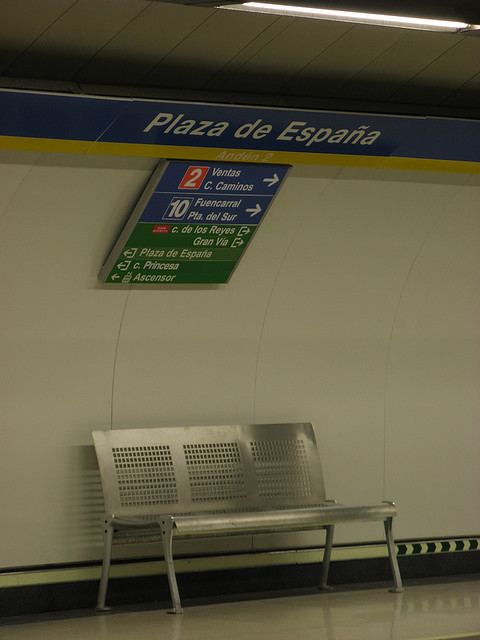 Plaza de España
Andén 2
2 Ventas
C. Caminos
10 Fuencarral
Pta. del Sur
c. de los Reyes
Gran Vía
Plaza de España
c. Princesa
Ascensor